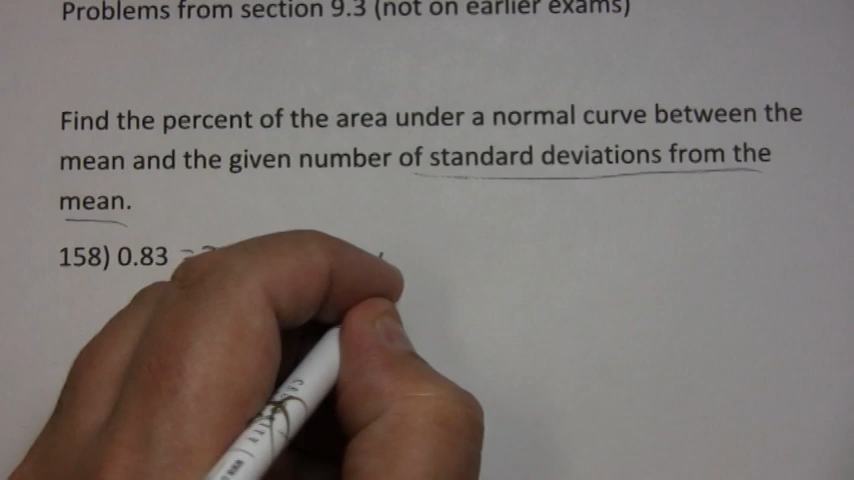 Problems from section 9.3 (not on earlier exams)
Find the percent of the area under a normal curve between the
mean and the given number of standard deviations from the
mean.
158) 0.83 =